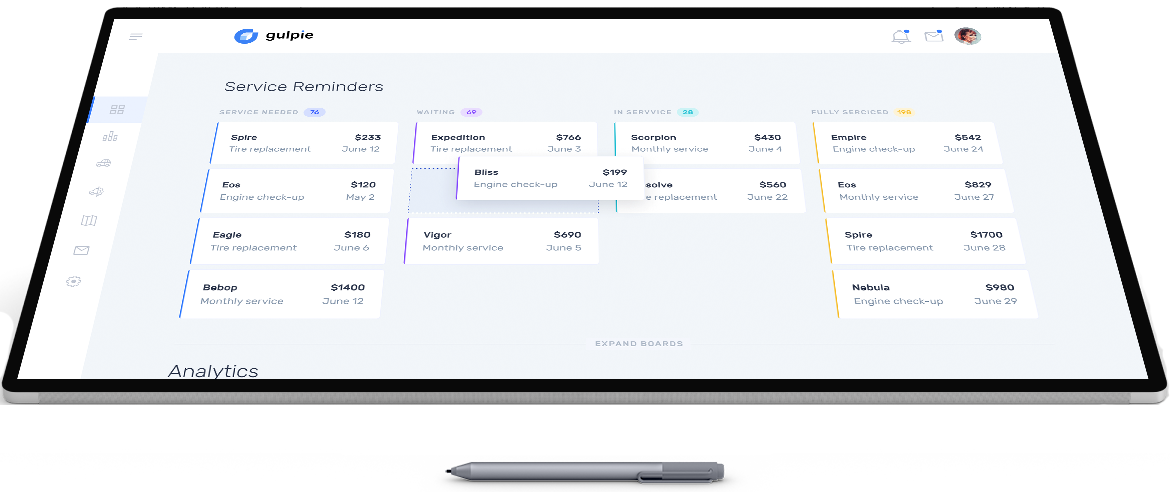 gulpie
Service Reminders
SERVICE NEEDED 76
Spire $233
Tire replacement June 12
Eos $120
Engine check-up May 2
Eagle $180
Tire replacement June 6
Bebop $1400
Monthly service June 12
WAITING 69
Expedition $766
Tire replacement June 3
Bliss $199
Engine check-up June 12
Vigor $690
Monthly service June 5
IN SERVVICE 28
Scorpion $430
Monthly service June 4
solve $560
e replacement June 22
FULLY SERCICED 198
Empire $542
Engine check-up June 24
Eos $829
Monthly service June 27
Spire $1700
Tire replacement June 28
Nebula $980
Engine check-up June 29
EXPAND BOARDS
Analytics